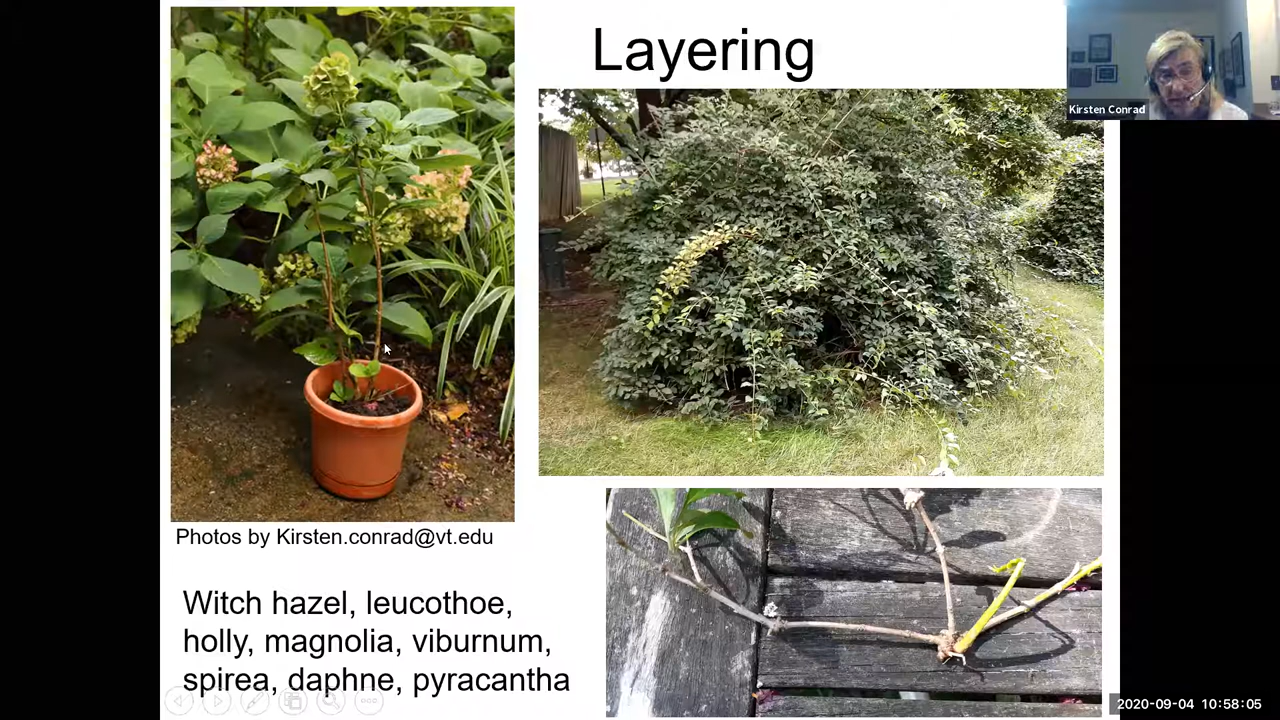 Layering
Kirsten Conrad
Photos by Kirsten.conrad@vt.edu
Witch hazel, leucothoe,
holly, magnolia, viburnum,
spirea, daphne, pyracantha
2020-09-04 10:58:05